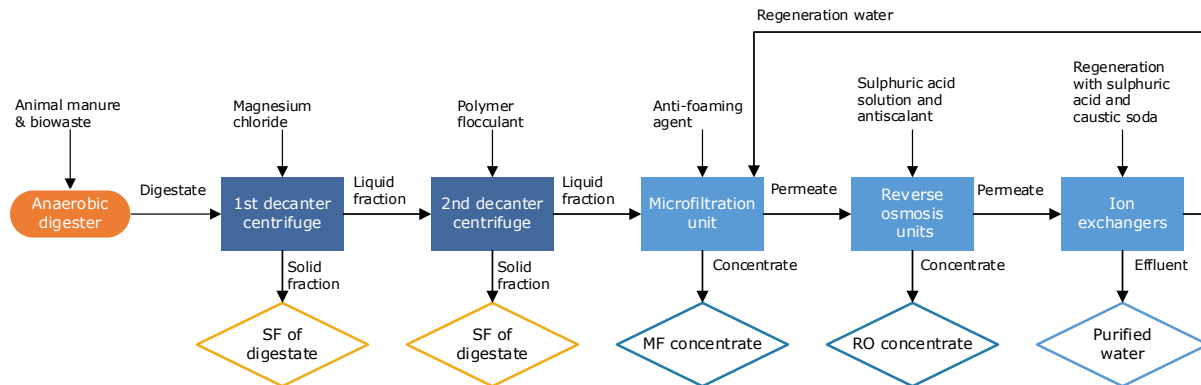 Regeneration water
Animal manure
& biowaste
Magnesium
chloride
Polymer
flocculant
Anti-foaming
agent
Sulphuric acid
solution and
antiscalant
Regeneration
with sulphuric
acid and
caustic soda
Anaerobic
digester
Digestate
1st decanter
centrifuge
Liquid
fraction
2nd decanter
centrifuge
Liquid
fraction
Microfiltration
unit
Permeate
Reverse
osmosis
units
Permeate
Ion
exchangers
Solid
fraction
Solid
fraction
Concentrate
Concentrate
Effluent
SF of
digestate
SF of
digestate
MF concentrate
RO concentrate
Purified
water